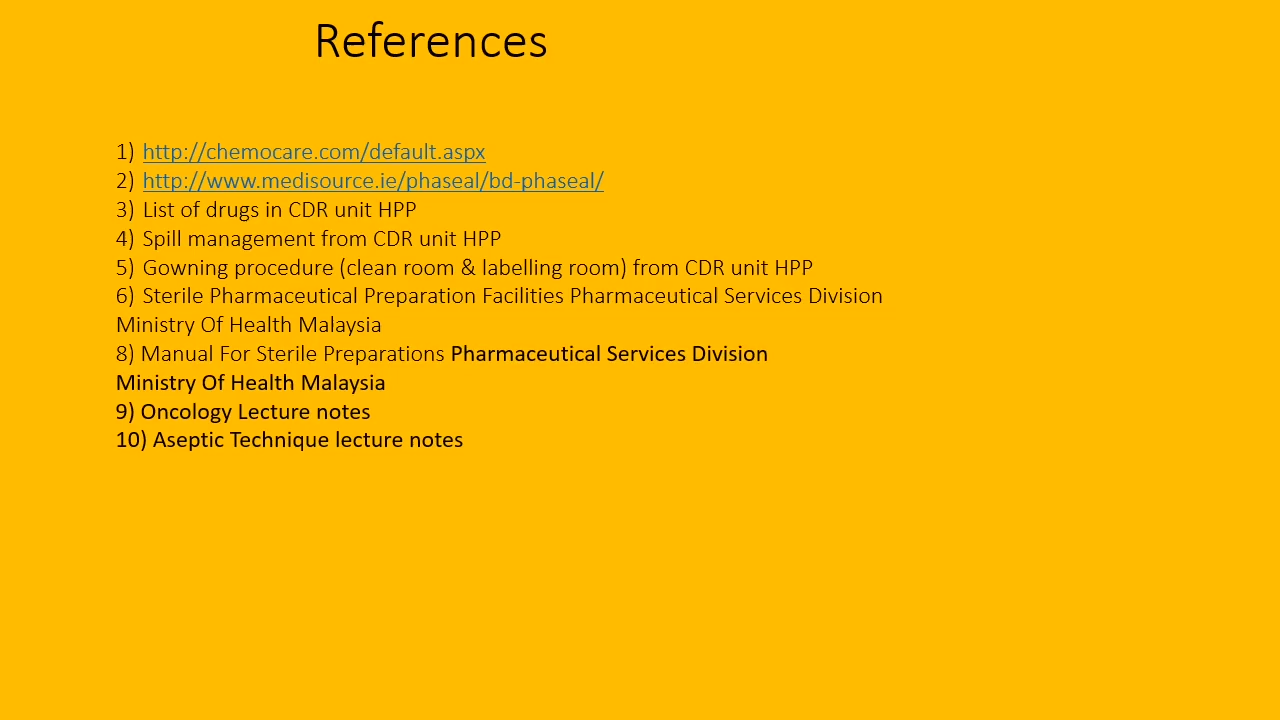 References
1) http://chemocare.com/default.aspx
2) http://www.medisource.ie/phaseal/bd-phaseal/
3) List of drugs in CDR unit HPP
4) Spill management from CDR unit HPP
5) Gowning procedure (clean room & labelling room) from CDR unit HPP
6) Sterile Pharmaceutical Preparation Facilities Pharmaceutical Services Division
Ministry Of Health Malaysia
8) Manual For Sterile Preparations Pharmaceutical Services Division
Ministry Of Health Malaysia
9) Oncology Lecture notes
10) Aseptic Technique lecture notes